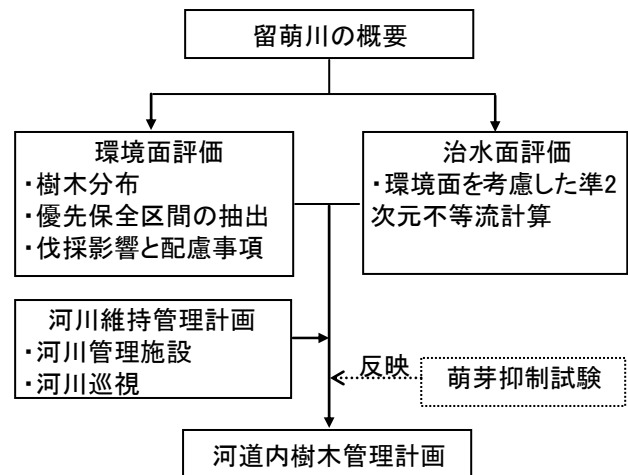 留萌川の概要
環境面評価
・樹木分布
・優先保全区間の抽出
・伐採影響と配慮事項
治水面評価
・環境面を考慮した準2
次元不等流計算
河川維持管理計画
・河川管理施設
・河川巡視
反映
萌芽抑制試験
河道内樹木管理計画